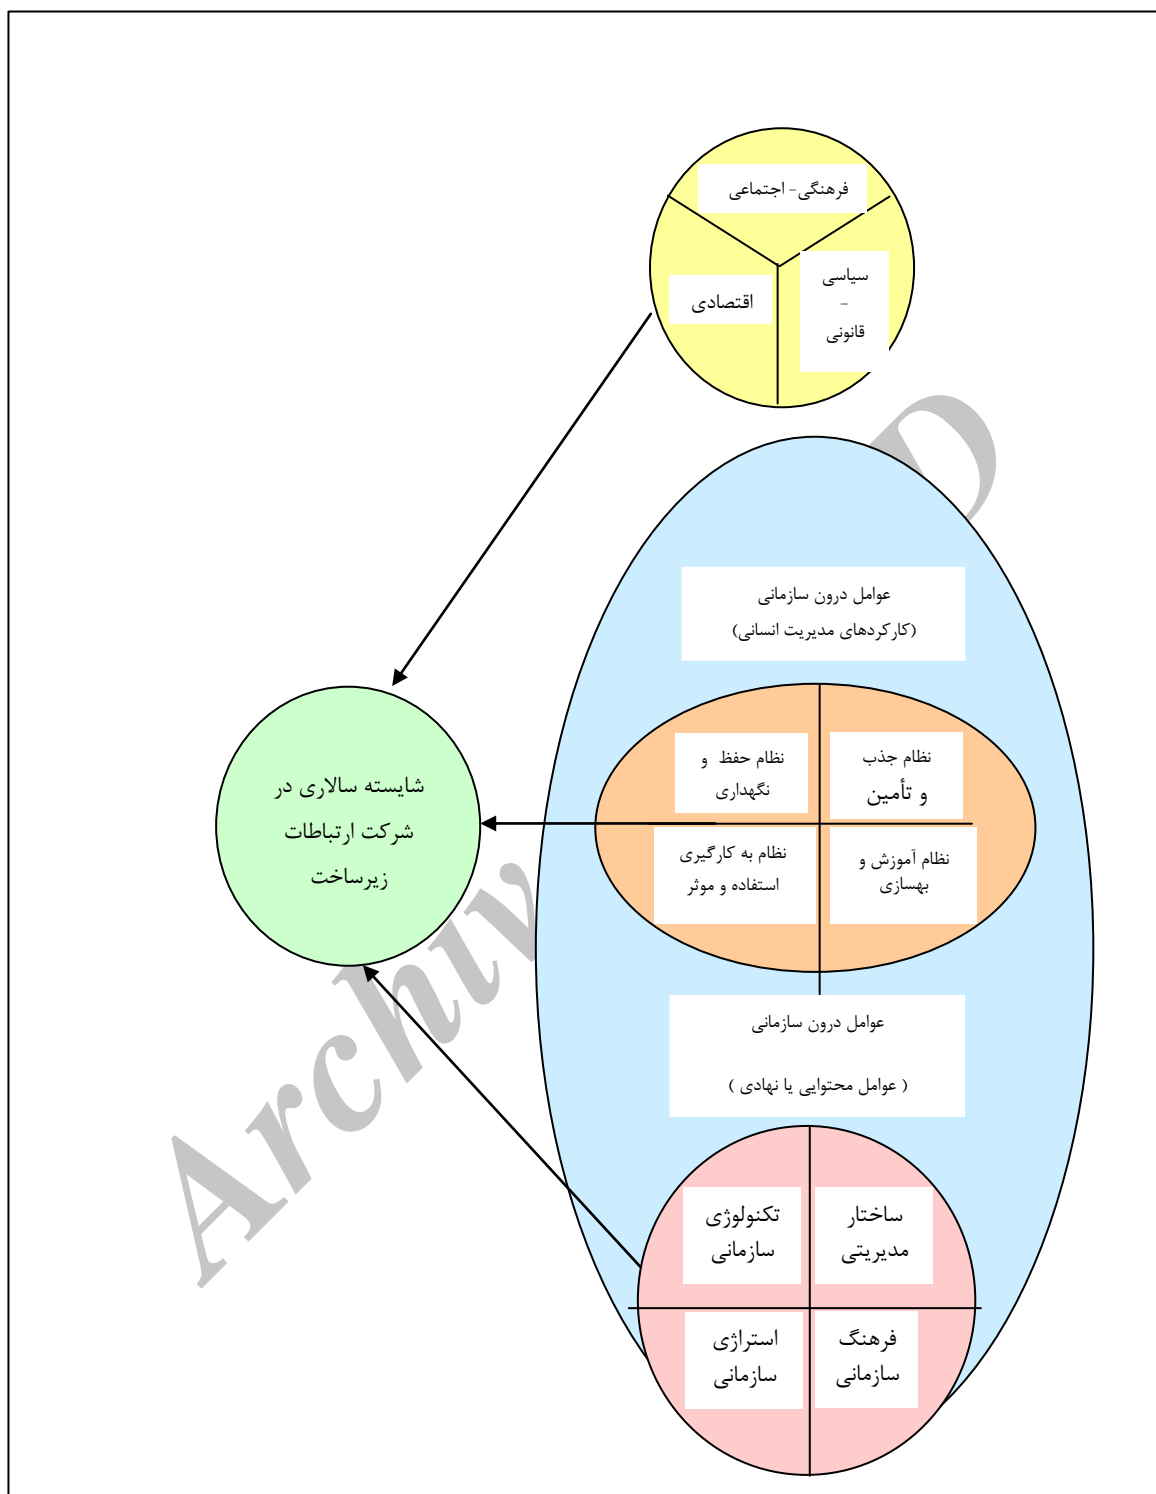 فرهنگی- اجتماعی
سیاسی
-
قانونی
اقتصادی
عوامل درون سازمانی
(کارکردهای مدیریت انسانی)
نظام جذب
و تأمین
نظام حفظ و
نگهداری
نظام آموزش و
بهسازی
نظام به کارگیری
استفاده و موثر
شایسته سالاری در
شرکت ارتباطات
زیرساخت
عوامل درون سازمانی
( عوامل محتوایی یا نهادی )
ساختار
مدیریتی
تکنولوژی
سازمانی
فرهنگ
سازمانی
استراژی
سازمانی
Archiv
D